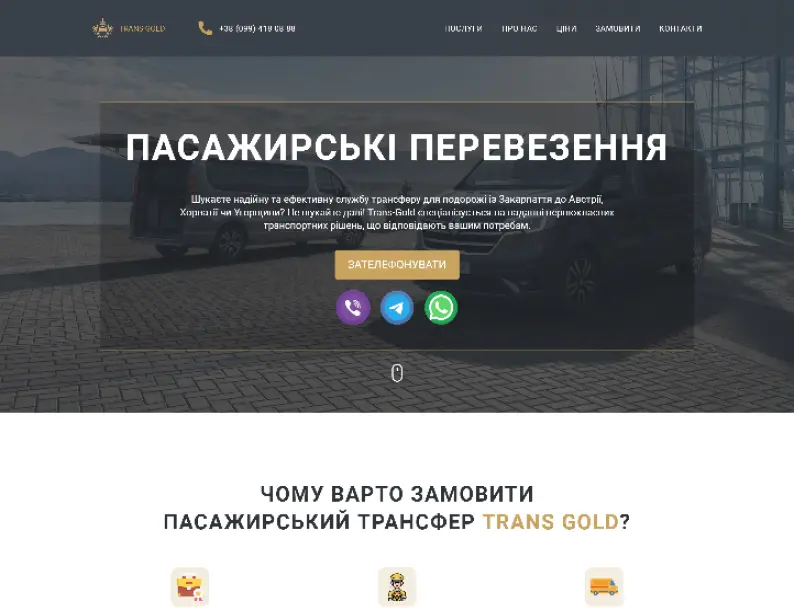 TRANS GOLD
+38 (099) 418 08 88
ПОСЛУГИ
ПРО НАС
ЦІНИ
ЗАМОВИТИ
КОНТАКТИ
ПАСАЖИРСЬКІ ПЕРЕВЕЗЕННЯ
Шукаєте надійну та ефективну службу трансферу для подорожі із Закарпаття до Австрії,
Хорватії чи Угорщини? Не шукайте далі! Trans-Gold спеціалізується на наданні першокласних
транспортних рішень, що відповідають вашим потребам.
ЗАТЕЛЕФОНУВАТИ
ЧОМУ ВАРТО ЗАМОВИТИ
ПАСАЖИРСЬКИЙ ТРАНСФЕР TRANS GOLD?